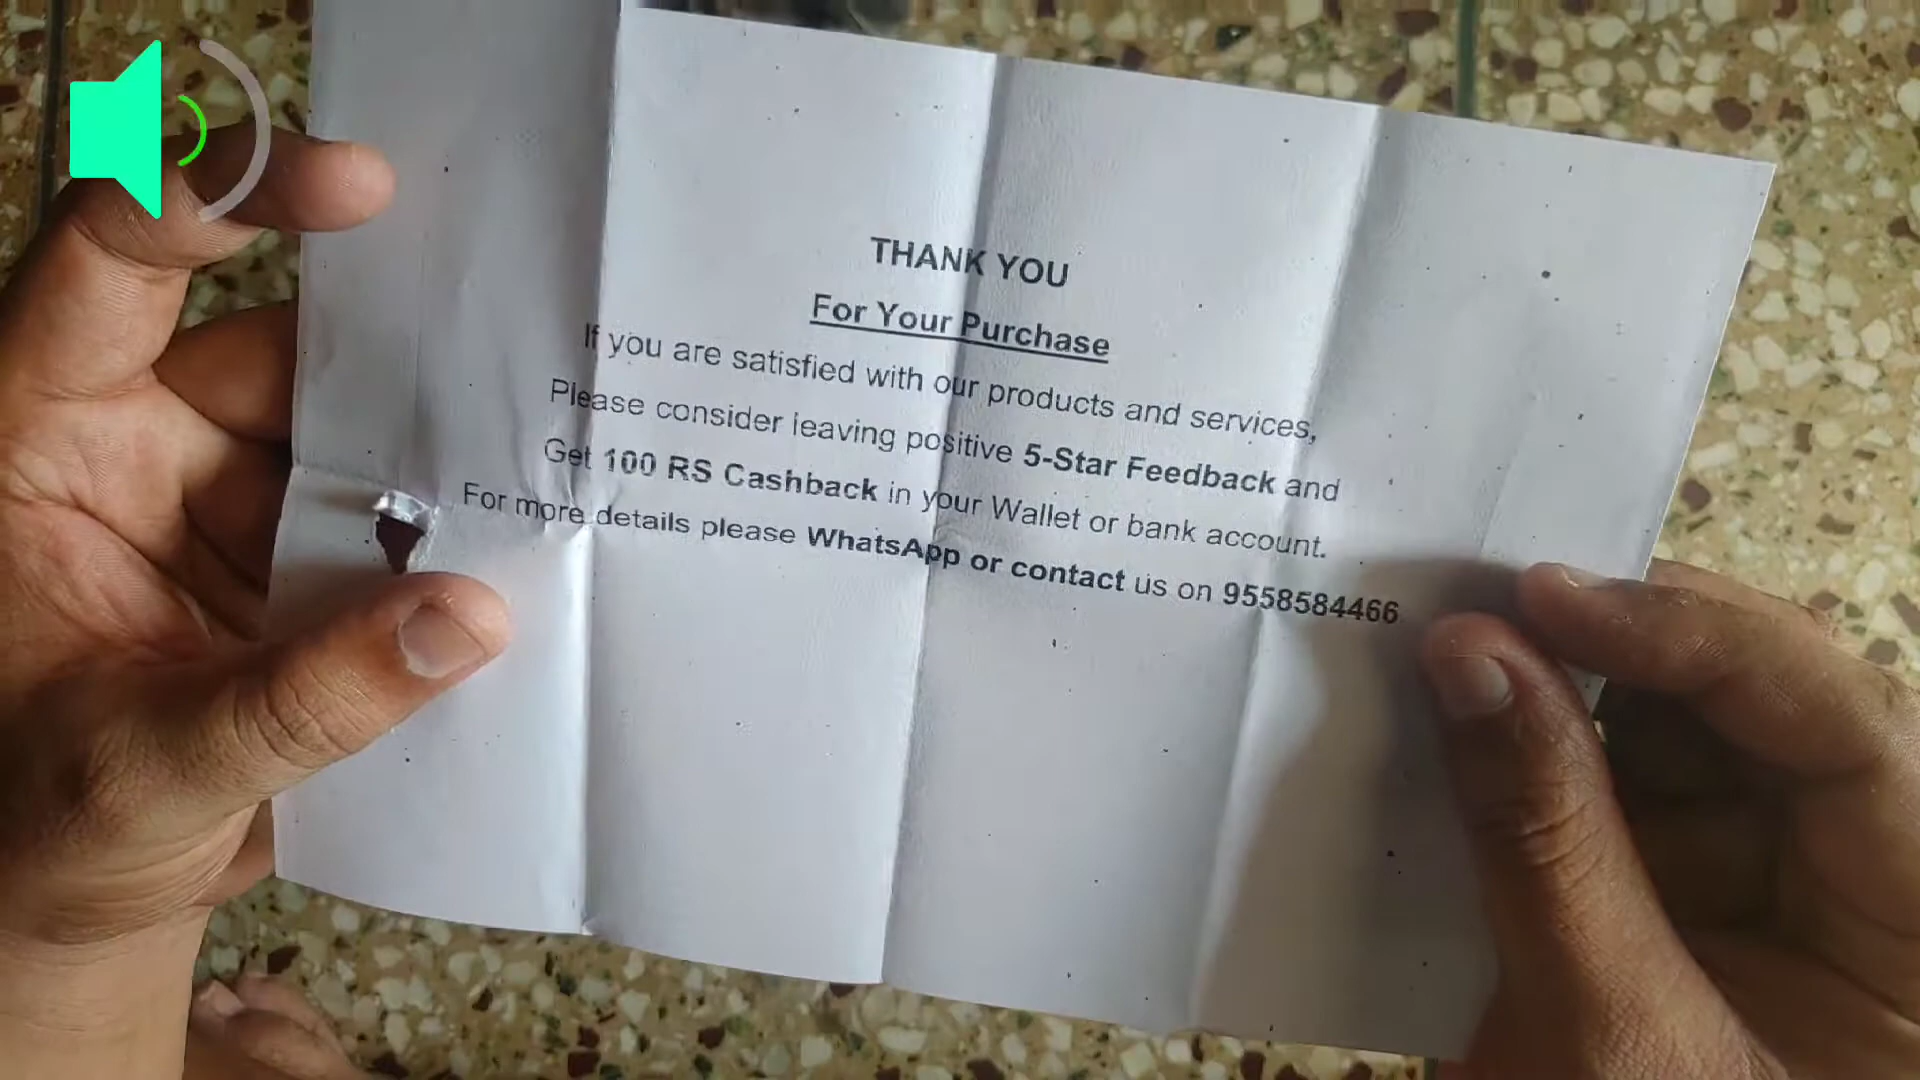 THANK YOU
For Your Purchase
If you are satisfied with our products and services,
Please consider leaving positive 5-Star Feedback and
Get 100 RS Cashback in your Wallet or bank account.
For more details please WhatsApp or contact us on 9558584466